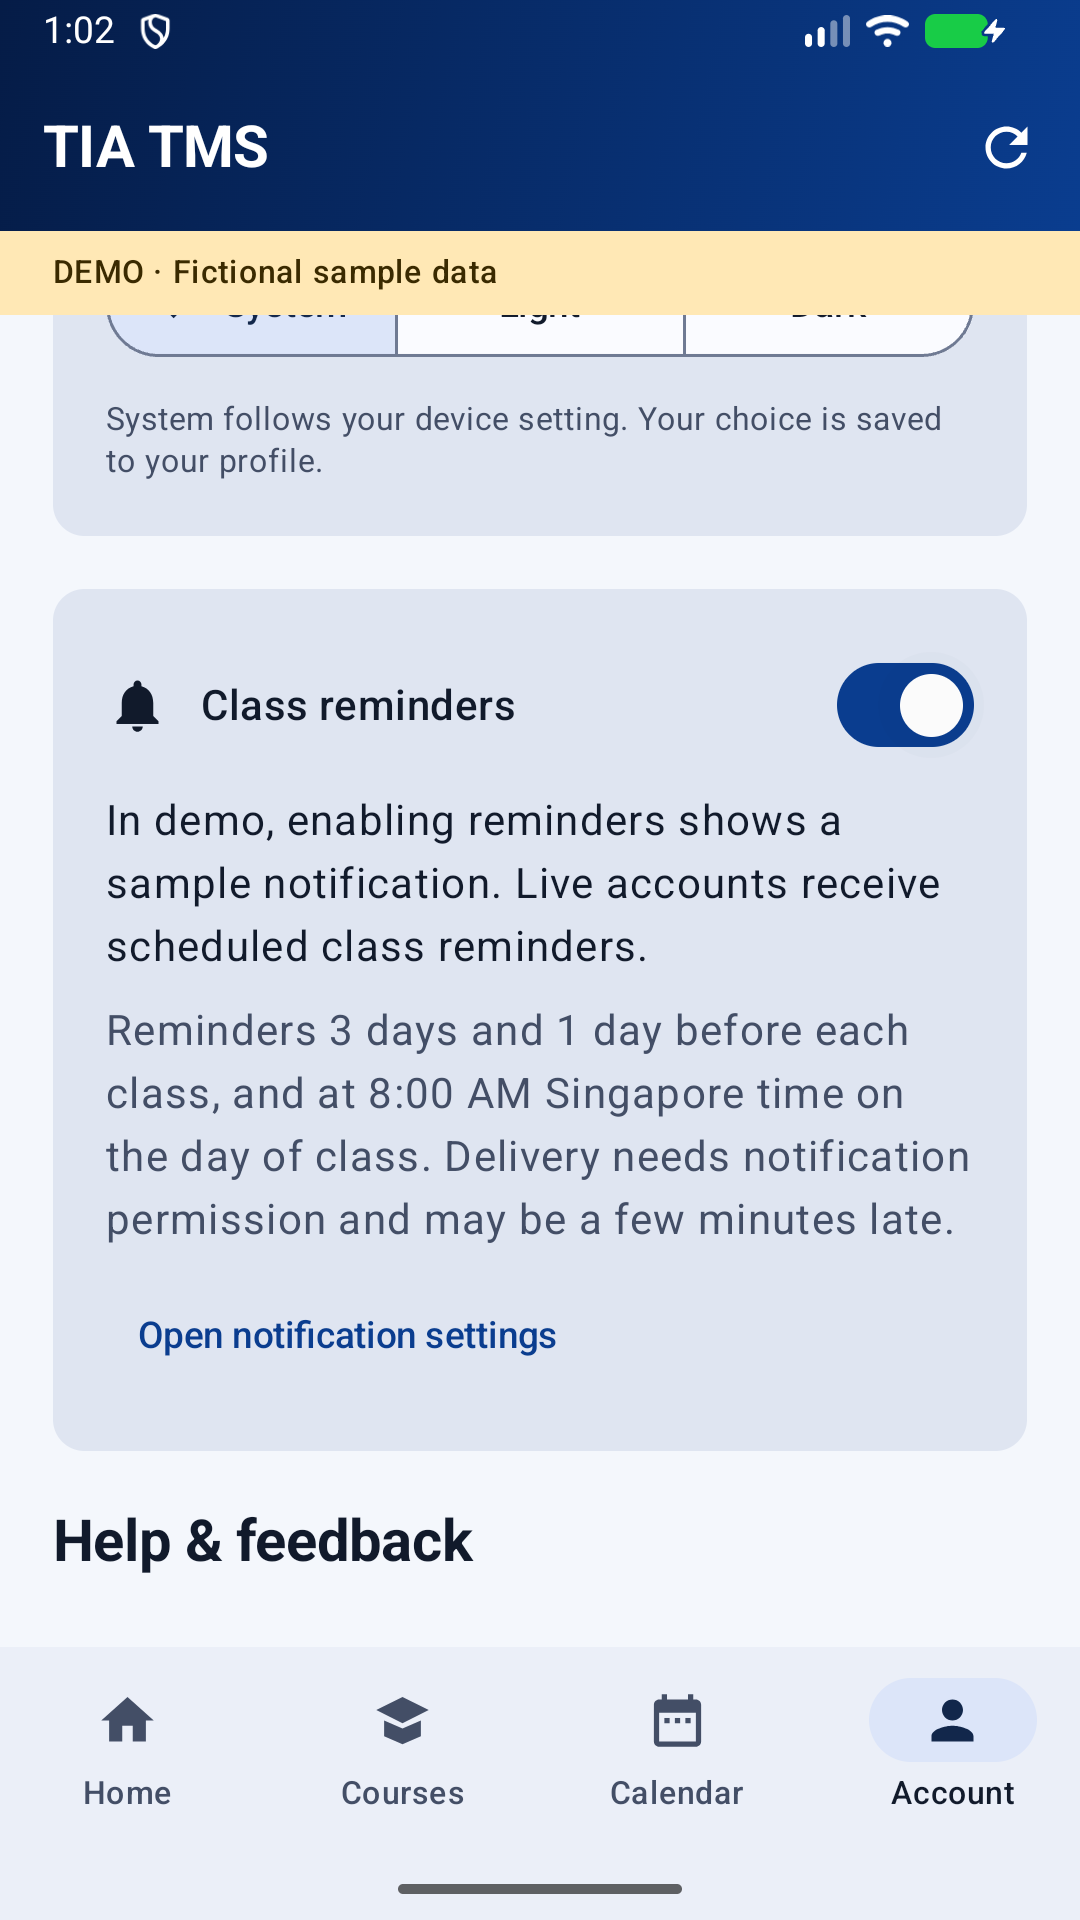 1:02
TIA TMS
DEMO · Fictional sample data
System Light Dark
System follows your device setting. Your choice is saved
to your profile.
Class reminders
In demo, enabling reminders shows a
sample notification. Live accounts receive
scheduled class reminders.
Reminders 3 days and 1 day before each
class, and at 8:00 AM Singapore time on
the day of class. Delivery needs notification
permission and may be a few minutes late.
Open notification settings
Help & feedback
Home Courses Calendar Account